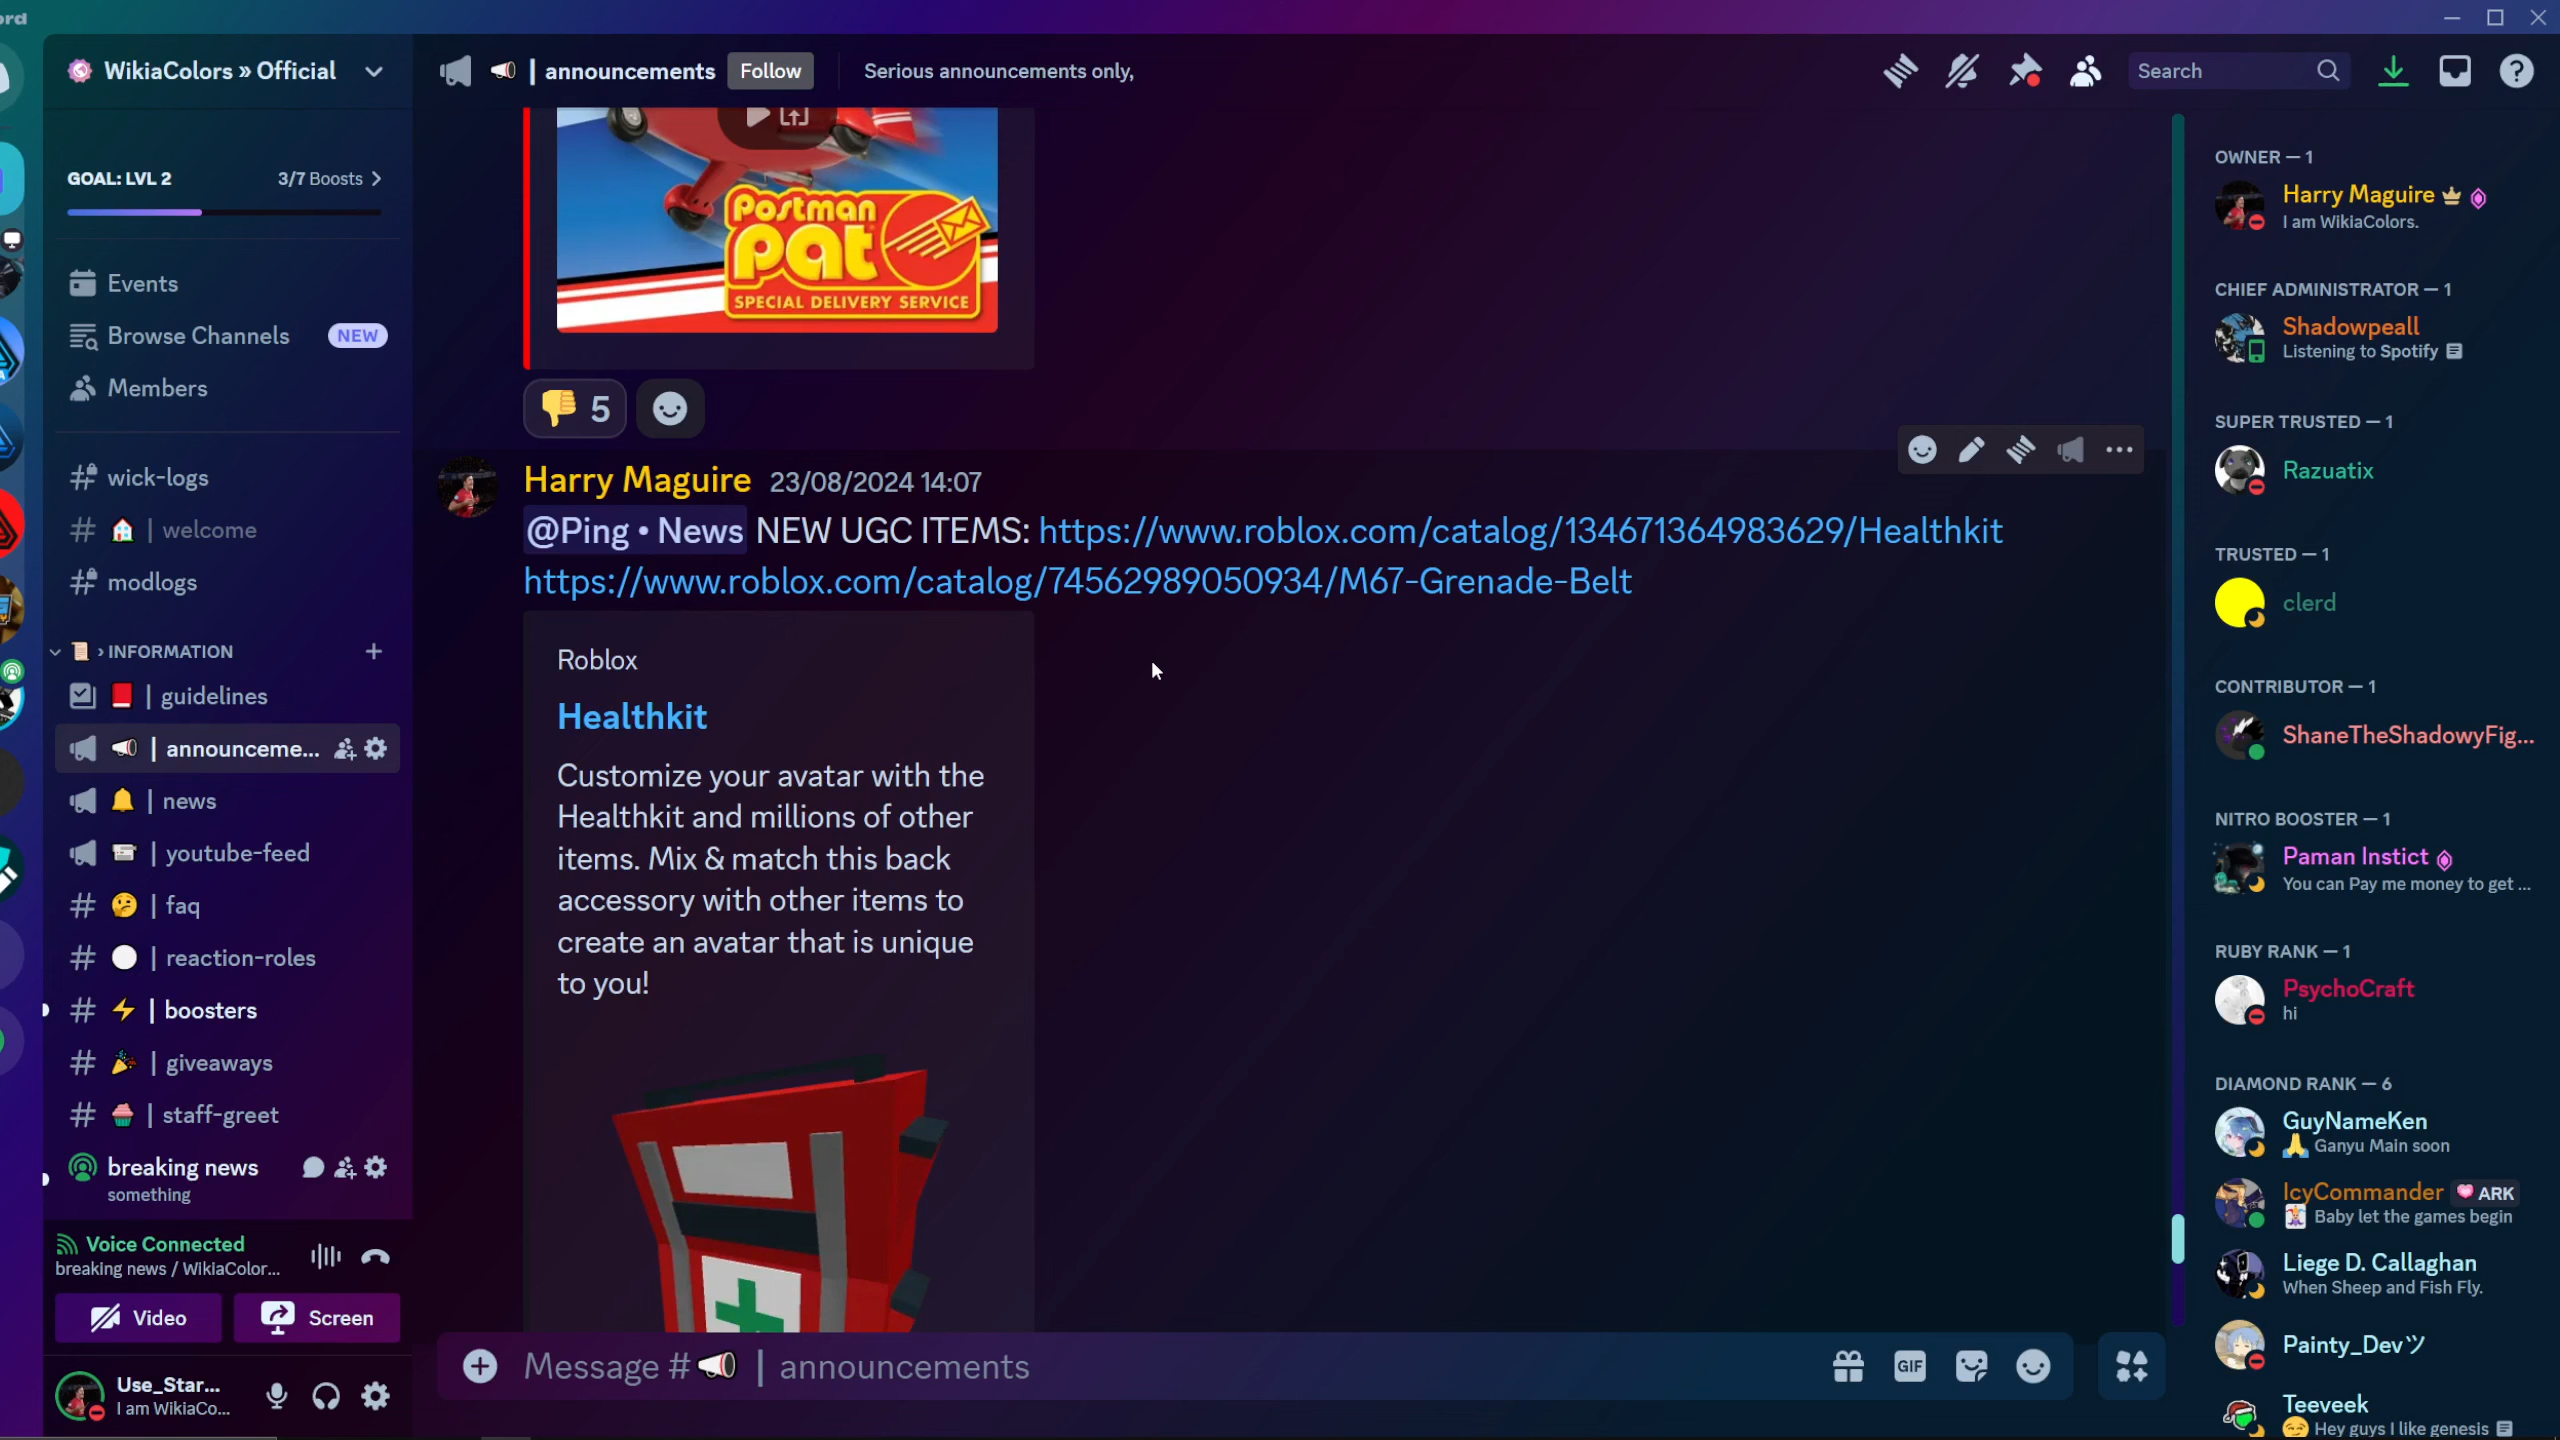 ord
WikiaColors » Official
GOAL: LVL 2
3/7 Boosts
Events
Browse Channels
NEW
Members
wick-logs
| welcome
modlogs
› INFORMATION
| guidelines
| announceme...
| news
| youtube-feed
| faq
| reaction-roles
| boosters
| giveaways
| staff-greet
breaking news
something
Voice Connected
breaking news / WikiaColor...
Video
Screen
Use_Star...
I am WikiaCo...
| announcements
Follow
Serious announcements only,
Search
Postman
Pat
SPECIAL DELIVERY SERVICE
5
Harry Maguire 23/08/2024 14:07
@Ping • News NEW UGC ITEMS: https://www.roblox.com/catalog/134671364983629/Healthkit
https://www.roblox.com/catalog/74562989050934/M67-Grenade-Belt
Roblox
Healthkit
Customize your avatar with the
Healthkit and millions of other
items. Mix & match this back
accessory with other items to
create an avatar that is unique
to you!
Message # | announcements
GIF
OWNER — 1
Harry Maguire
I am WikiaColors.
CHIEF ADMINISTRATOR — 1
Shadowpeall
Listening to Spotify
SUPER TRUSTED — 1
Razuatix
TRUSTED — 1
clerd
CONTRIBUTOR — 1
ShaneTheShadowyFig...
NITRO BOOSTER — 1
Paman Instict
You can Pay me money to get ...
RUBY RANK — 1
PsychoCraft
hi
DIAMOND RANK — 6
GuyNameKen
Ganyu Main soon
IcyCommander ARK
Baby let the games begin
Liege D. Callaghan
When Sheep and Fish Fly.
Painty_Devツ
Teeveek
Hey guys I like genesis